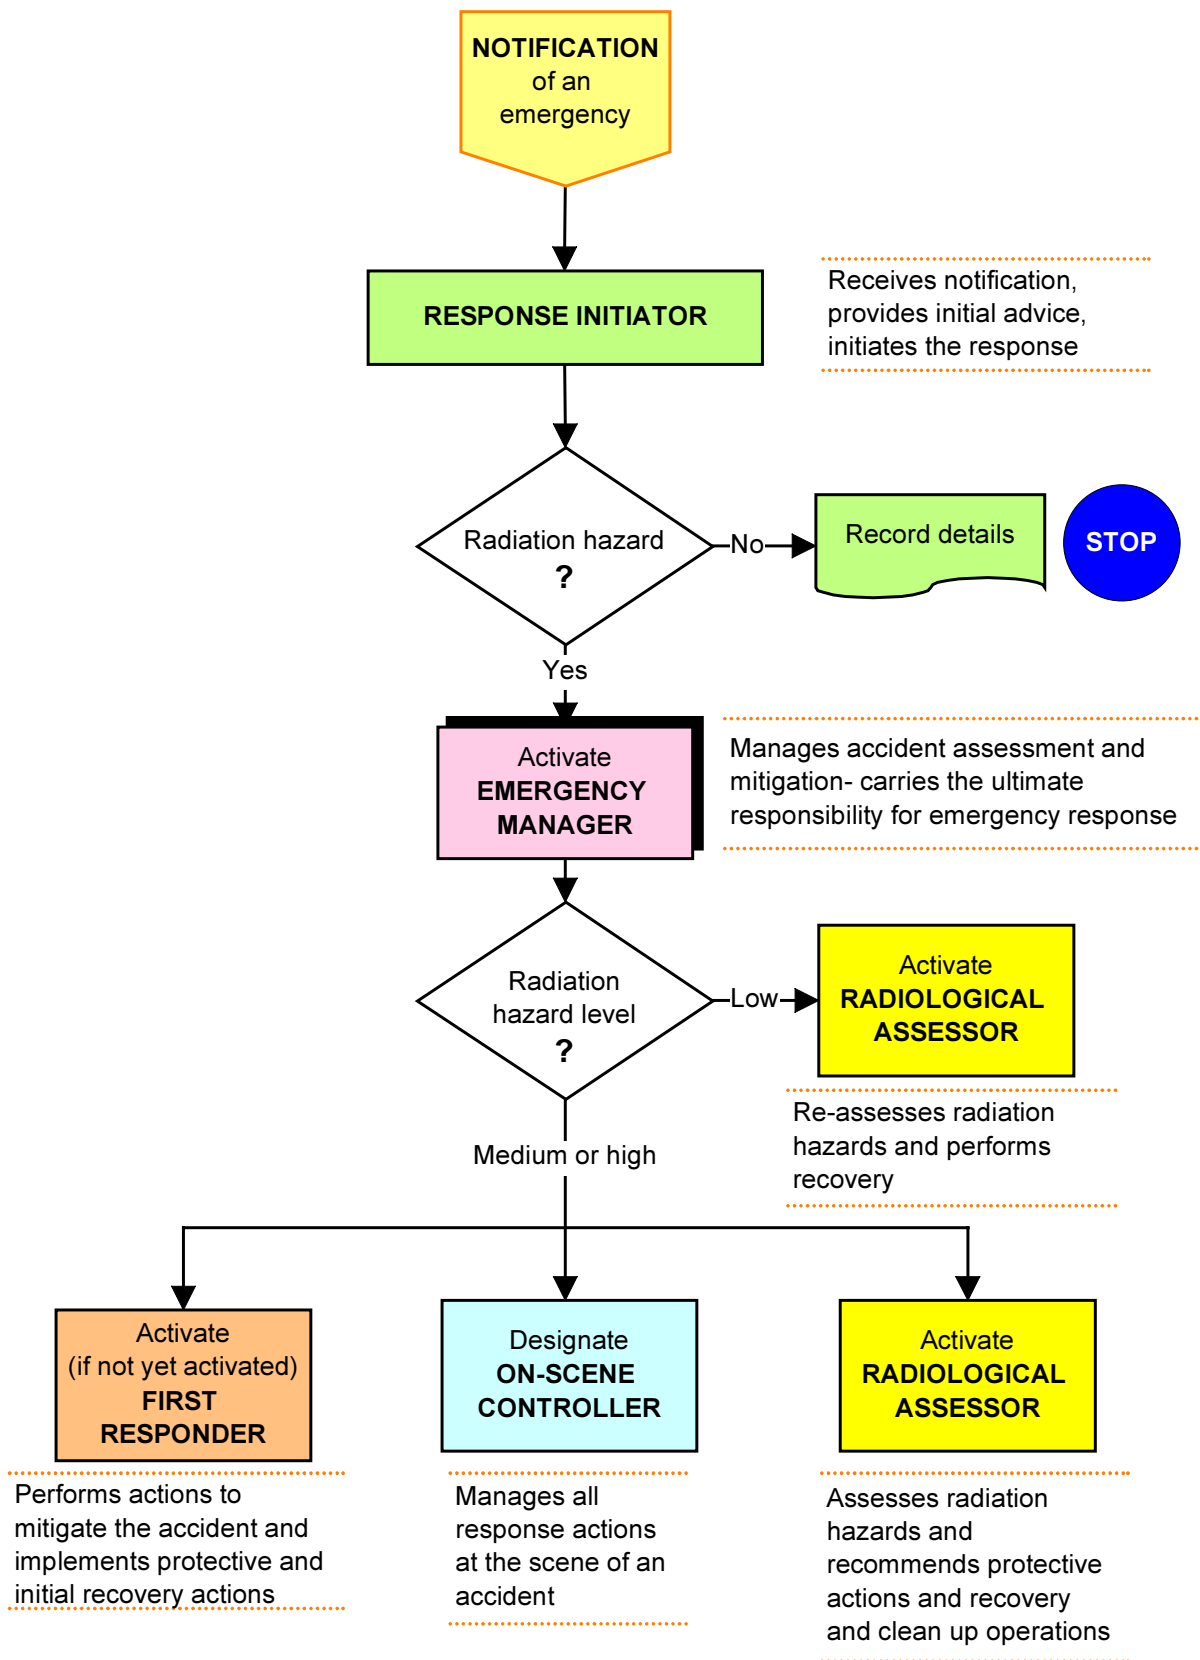 NOTIFICATION
of an
emergency
RESPONSE INITIATOR
Receives notification,
provides initial advice,
initiates the response
Radiation hazard
?
No
Record details
STOP
Yes
Activate
EMERGENCY
MANAGER
Manages accident assessment and
mitigation- carries the ultimate
responsibility for emergency response
Radiation
hazard level
?
Low
Activate
RADIOLOGICAL
ASSESSOR
Re-assesses radiation
hazards and performs
recovery
Medium or high
Activate
(if not yet activated)
FIRST
RESPONDER
Designate
ON-SCENE
CONTROLLER
Activate
RADIOLOGICAL
ASSESSOR
Performs actions to
mitigate the accident and
implements protective and
initial recovery actions
Manages all
response actions
at the scene of an
accident
Assesses radiation
hazards and
recommends protective
actions and recovery
and clean up operations